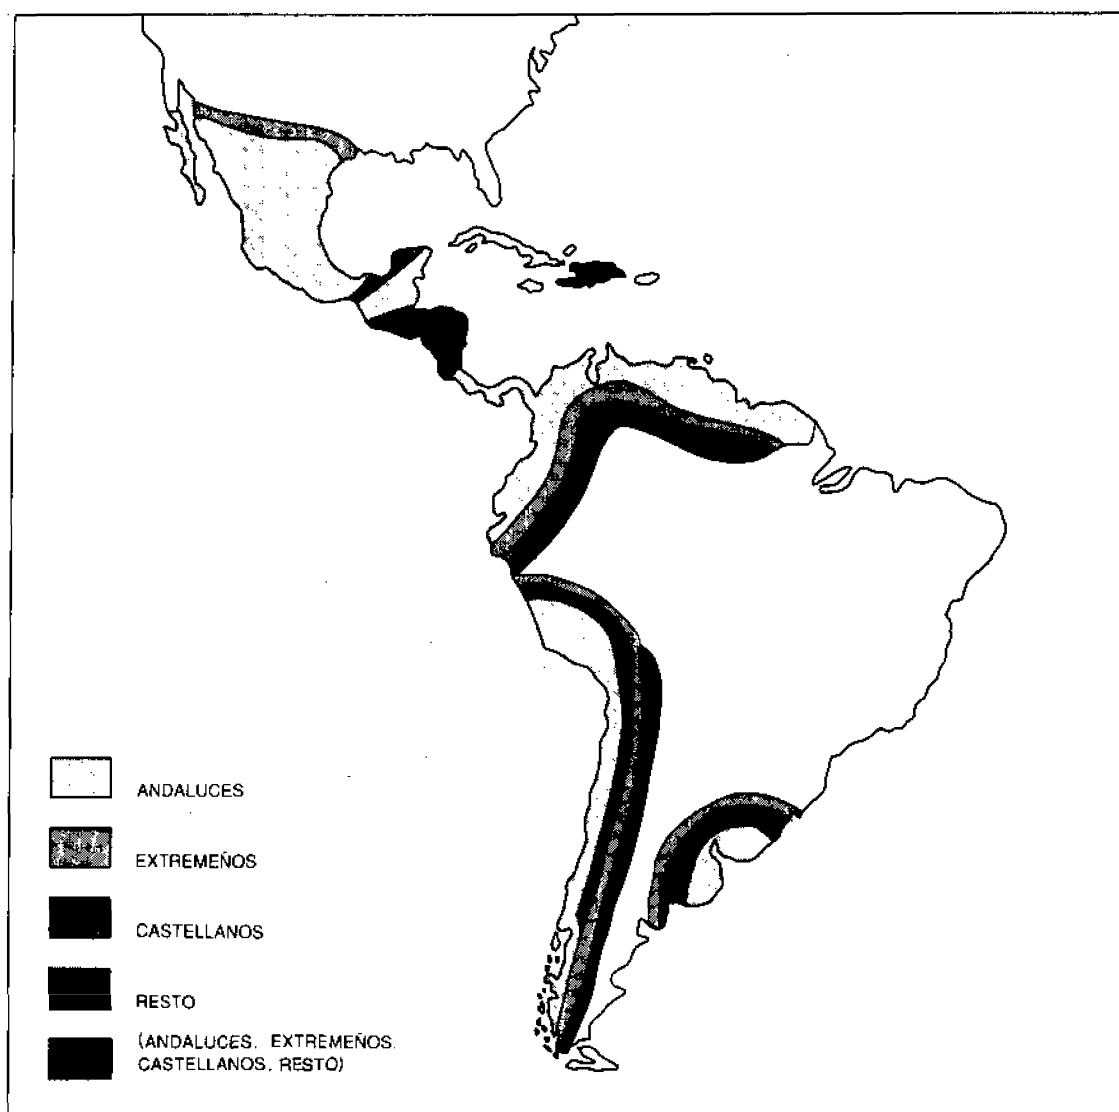 ANDALUCES
EXTREMEÑOS
CASTELLANOS
RESTO
(ANDALUCES, EXTREMEÑOS,
CASTELLANOS, RESTO)